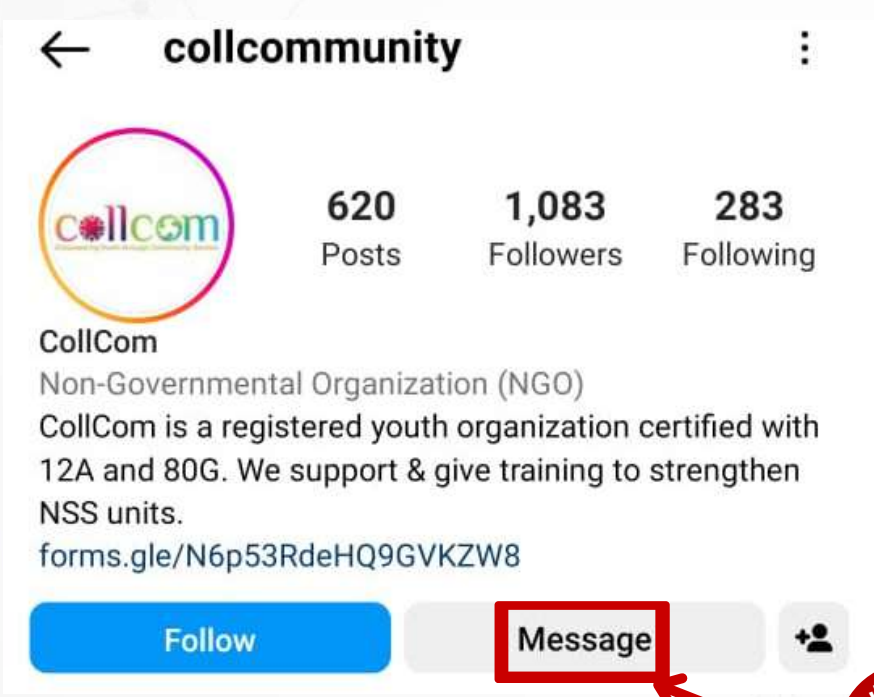 collcommunity
collcom
620 1,083 283
Posts Followers Following
CollCom
Non-Governmental Organization (NGO)
CollCom is a registered youth organization certified with
12A and 80G. We support & give training to strengthen
NSS units.
forms.gle/N6p53RdeHQ9GVKZW8
Follow Message